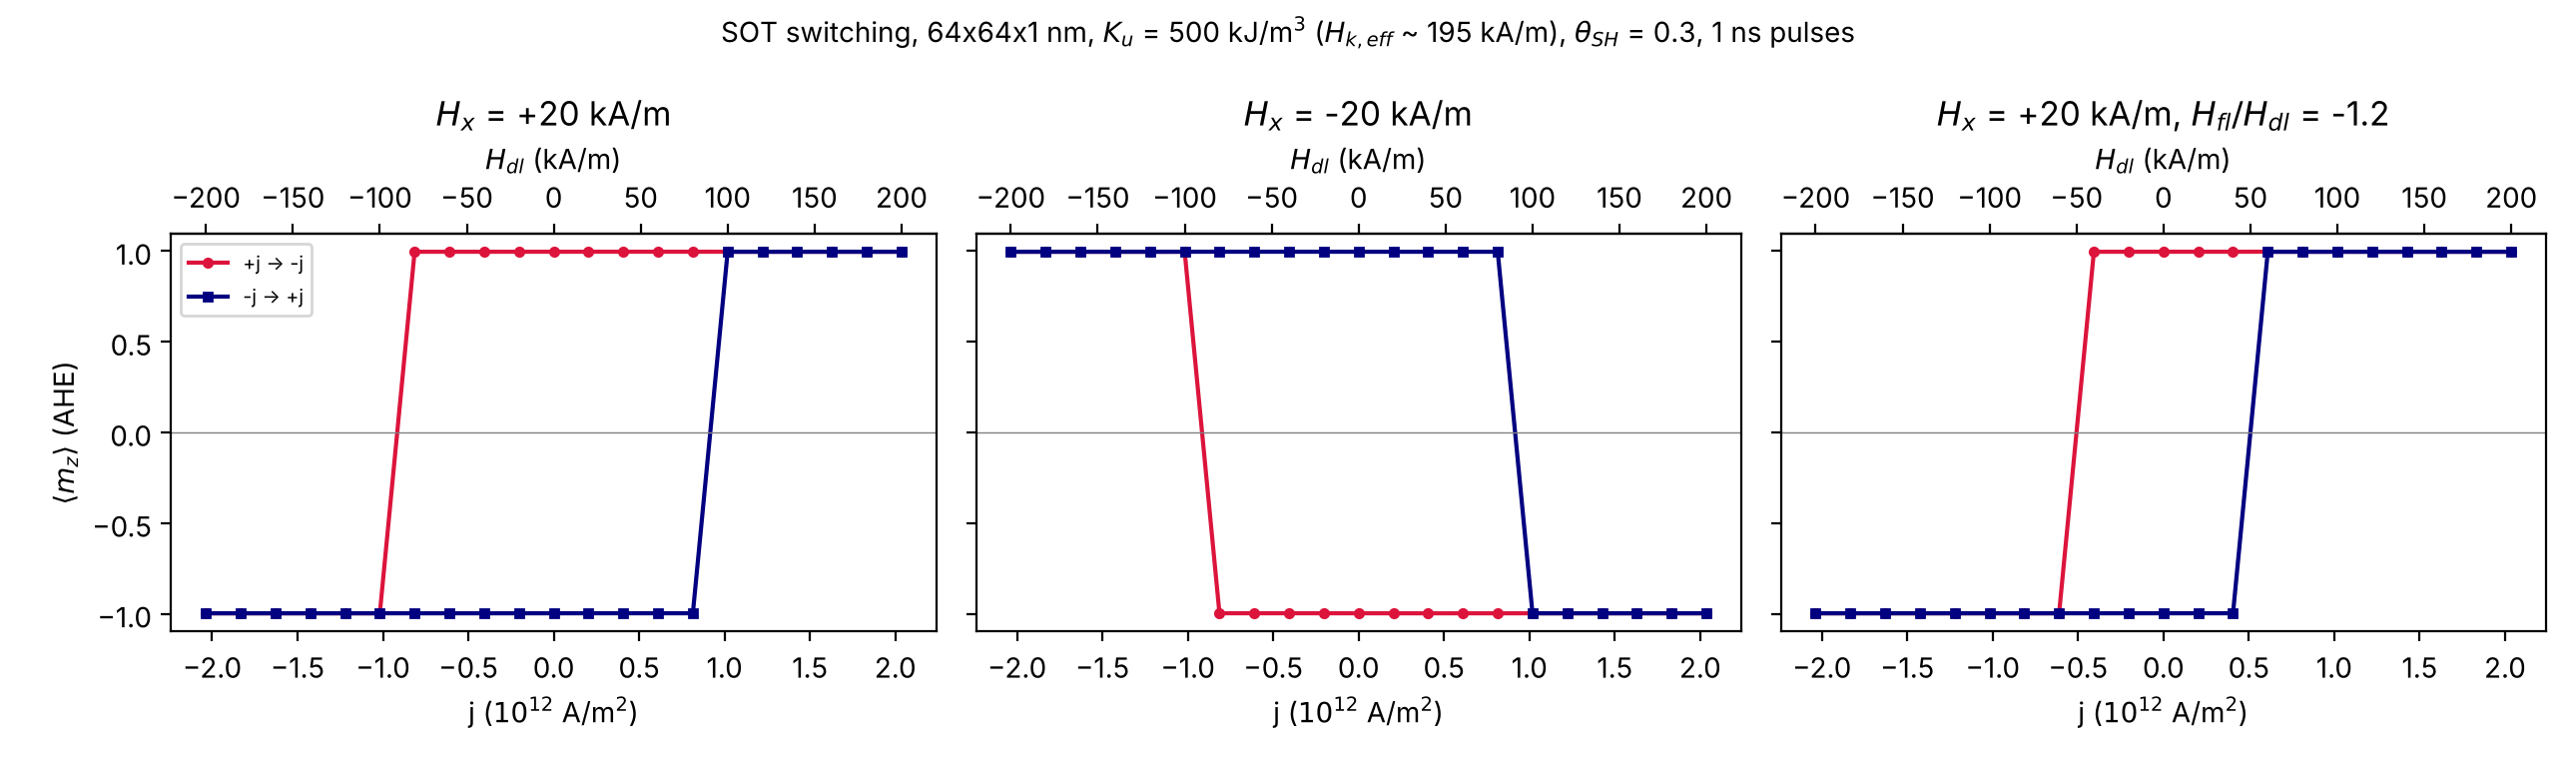 SOT switching, 64x64x1 nm, K_u = 500 kJ/m³ (H_k, eff ~ 195 kA/m), θ_SH = 0.3, 1 ns pulses
H_x = +20 kA/m
H_dl (kA/m)
−200 −150 −100 −50 0 50 100 150 200
1.0
0.5
0.0
−0.5
−1.0
⟨m_z⟩ (AHE)
+j → -j
-j → +j
−2.0 −1.5 −1.0 −0.5 0.0 0.5 1.0 1.5 2.0
j (10¹² A/m²)
H_x = -20 kA/m
H_dl (kA/m)
−200 −150 −100 −50 0 50 100 150 200
−2.0 −1.5 −1.0 −0.5 0.0 0.5 1.0 1.5 2.0
j (10¹² A/m²)
H_x = +20 kA/m, H_fl/H_dl = -1.2
H_dl (kA/m)
−200 −150 −100 −50 0 50 100 150 200
−2.0 −1.5 −1.0 −0.5 0.0 0.5 1.0 1.5 2.0
j (10¹² A/m²)